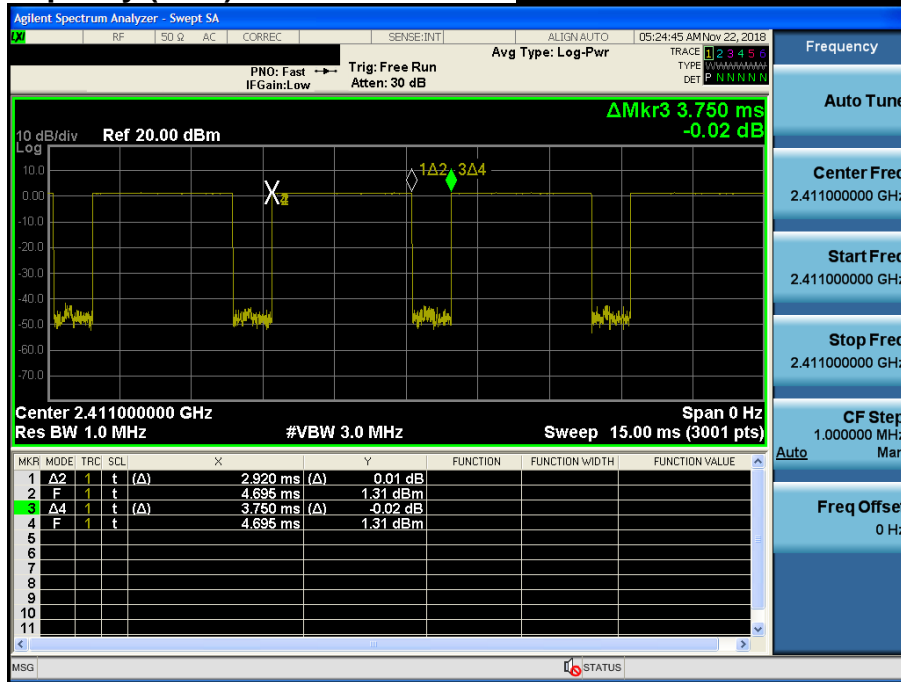 Agilent Spectrum Analyzer - Swept SA
LXI RF 50 Ω AC CORREC SENSE:INT ALIGNAUTO 05:24:45 AM Nov 22, 2018
Avg Type: Log-Pwr TRACE 1 2 3 4 5 6
PNO: Fast Trig: Free Run TYPE WWWWWW
IFGain:Low Atten: 30 dB DET P N N N N N
ΔMkr3 3.750 ms
10 dB/div Ref 20.00 dBm -0.02 dB
Log
10.0
0.00
-10.0
-20.0
-30.0
-40.0
-50.0
-60.0
-70.0
X
1Δ2 3Δ4
Center 2.411000000 GHz Span 0 Hz
Res BW 1.0 MHz #VBW 3.0 MHz Sweep 15.00 ms (3001 pts)
MKR MODE TRC SCL X Y FUNCTION FUNCTION WIDTH FUNCTION VALUE
1 Δ2 1 t (Δ) 2.920 ms (Δ) 0.01 dB
2 F 1 t 4.695 ms 1.31 dBm
3 Δ4 1 t (Δ) 3.750 ms (Δ) -0.02 dB
4 F 1 t 4.695 ms 1.31 dBm
5
6
7
8
9
10
11
MSG STATUS
Frequency
Auto Tune
Center Freq
2.411000000 GHz
Start Freq
2.411000000 GHz
Stop Freq
2.411000000 GHz
CF Step
1.000000 MHz
Auto Man
Freq Offset
0 Hz